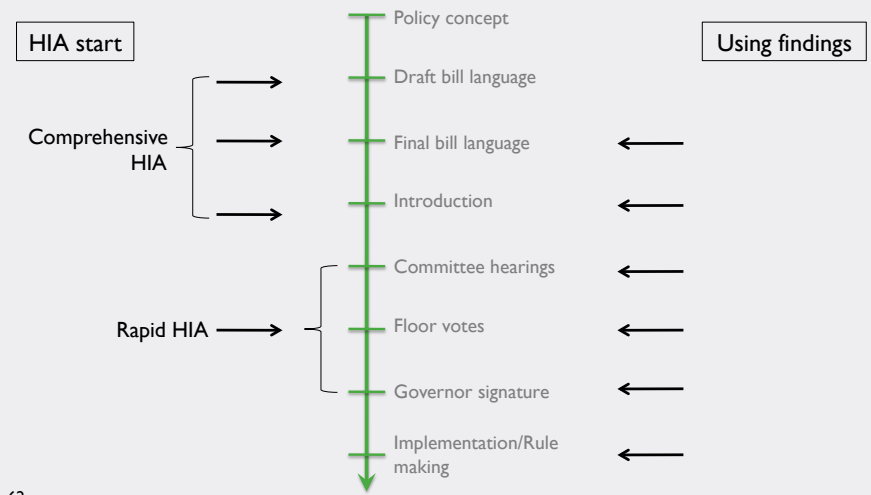 Policy concept
HIA start
Using findings
Draft bill language
Comprehensive
HIA
Final bill language
Introduction
Committee hearings
Rapid HIA
Floor votes
Governor signature
Implementation/Rule
making